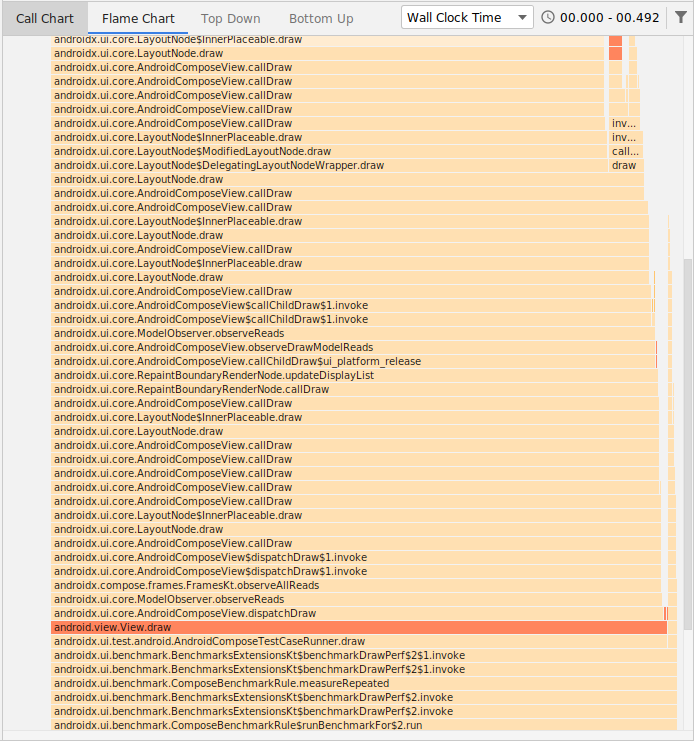 Call Chart Flame Chart Top Down Bottom Up Wall Clock Time 00.000 - 00.492
androidx.ui.core.LayoutNode$InnerPlaceable.draw
androidx.ui.core.LayoutNode.draw
androidx.ui.core.AndroidComposeView.callDraw
androidx.ui.core.AndroidComposeView.callDraw
androidx.ui.core.AndroidComposeView.callDraw
androidx.ui.core.AndroidComposeView.callDraw
androidx.ui.core.AndroidComposeView.callDraw inv...
androidx.ui.core.LayoutNode$InnerPlaceable.draw inv...
androidx.ui.core.LayoutNode$ModifiedLayoutNode.draw call...
androidx.ui.core.LayoutNode$DelegatingLayoutNodeWrapper.draw draw
androidx.ui.core.LayoutNode.draw
androidx.ui.core.AndroidComposeView.callDraw
androidx.ui.core.AndroidComposeView.callDraw
androidx.ui.core.LayoutNode$InnerPlaceable.draw
androidx.ui.core.LayoutNode.draw
androidx.ui.core.AndroidComposeView.callDraw
androidx.ui.core.LayoutNode$InnerPlaceable.draw
androidx.ui.core.LayoutNode.draw
androidx.ui.core.AndroidComposeView.callDraw
androidx.ui.core.AndroidComposeView$callChildDraw$1.invoke
androidx.ui.core.AndroidComposeView$callChildDraw$1.invoke
androidx.ui.core.ModelObserver.observeReads
androidx.ui.core.AndroidComposeView.observeDrawModelReads
androidx.ui.core.AndroidComposeView.callChildDraw$ui_platform_release
androidx.ui.core.RepaintBoundaryRenderNode.updateDisplayList
androidx.ui.core.RepaintBoundaryRenderNode.callDraw
androidx.ui.core.AndroidComposeView.callDraw
androidx.ui.core.LayoutNode$InnerPlaceable.draw
androidx.ui.core.LayoutNode.draw
androidx.ui.core.AndroidComposeView.callDraw
androidx.ui.core.AndroidComposeView.callDraw
androidx.ui.core.AndroidComposeView.callDraw
androidx.ui.core.AndroidComposeView.callDraw
androidx.ui.core.AndroidComposeView.callDraw
androidx.ui.core.LayoutNode$InnerPlaceable.draw
androidx.ui.core.LayoutNode.draw
androidx.ui.core.AndroidComposeView.callDraw
androidx.ui.core.AndroidComposeView$dispatchDraw$1.invoke
androidx.ui.core.AndroidComposeView$dispatchDraw$1.invoke
androidx.compose.frames.FramesKt.observeAllReads
androidx.ui.core.ModelObserver.observeReads
androidx.ui.core.AndroidComposeView.dispatchDraw
android.view.View.draw
androidx.ui.test.android.AndroidComposeTestCaseRunner.draw
androidx.ui.benchmark.BenchmarksExtensionsKt$benchmarkDrawPerf$2$1.invoke
androidx.ui.benchmark.BenchmarksExtensionsKt$benchmarkDrawPerf$2$1.invoke
androidx.ui.benchmark.ComposeBenchmarkRule.measureRepeated
androidx.ui.benchmark.BenchmarksExtensionsKt$benchmarkDrawPerf$2.invoke
androidx.ui.benchmark.BenchmarksExtensionsKt$benchmarkDrawPerf$2.invoke
androidx.ui.benchmark.ComposeBenchmarkRule$runBenchmarkFor$2.run